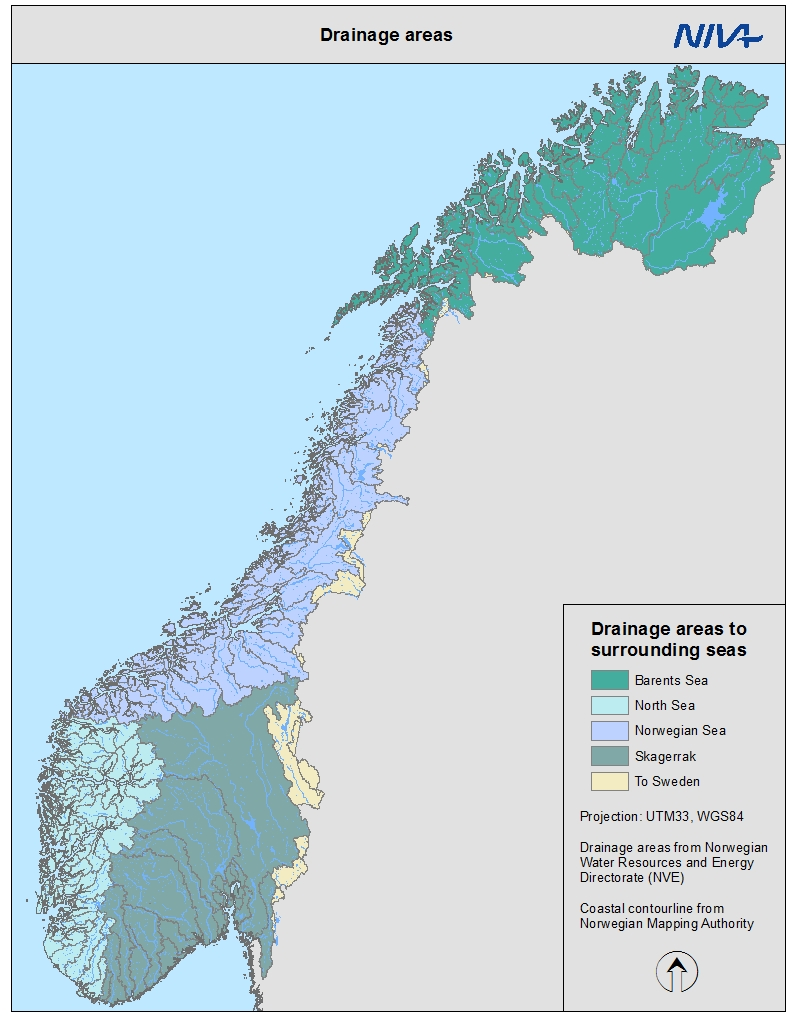 Drainage areas
NIVA
Drainage areas to
surrounding seas
Barents Sea
North Sea
Norwegian Sea
Skagerrak
To Sweden
Projection: UTM33, WGS84
Drainage areas from Norwegian
Water Resources and Energy
Directorate (NVE)
Coastal contourline from
Norwegian Mapping Authority